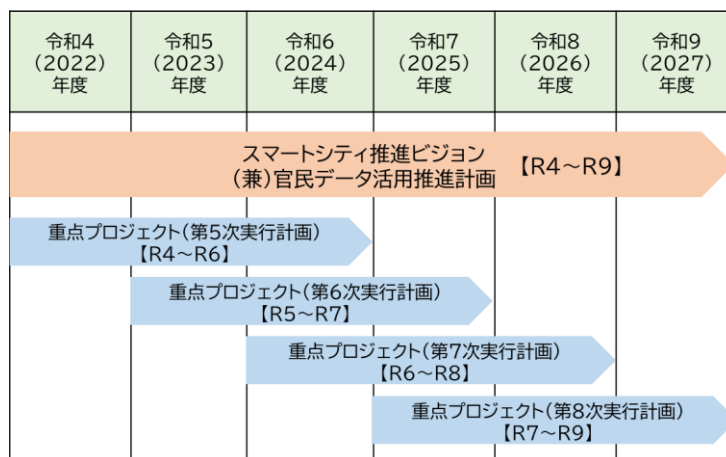 令和4
(2022)
年度
令和5
(2023)
年度
令和6
(2024)
年度
令和7
(2025)
年度
令和8
(2026)
年度
令和9
(2027)
年度
スマートシティ推進ビジョン
(兼)官民データ活用推進計画
【R4～R9】
重点プロジェクト(第5次実行計画)
【R4～R6】
重点プロジェクト(第6次実行計画)
【R5～R7】
重点プロジェクト(第7次実行計画)
【R6～R8】
重点プロジェクト(第8次実行計画)
【R7～R9】